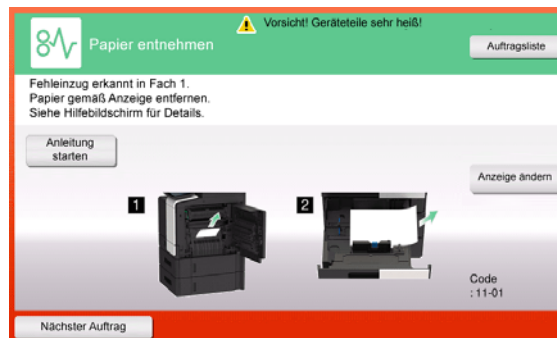 Vorsicht! Geräteteile sehr heiß!
Papier entnehmen
Auftragsliste
Fehleinzug erkannt in Fach 1.
Papier gemäß Anzeige entfernen.
Siehe Hilfebildschirm für Details.
Anleitung
starten
Anzeige ändern
1
2
Code
: 11-01
Nächster Auftrag